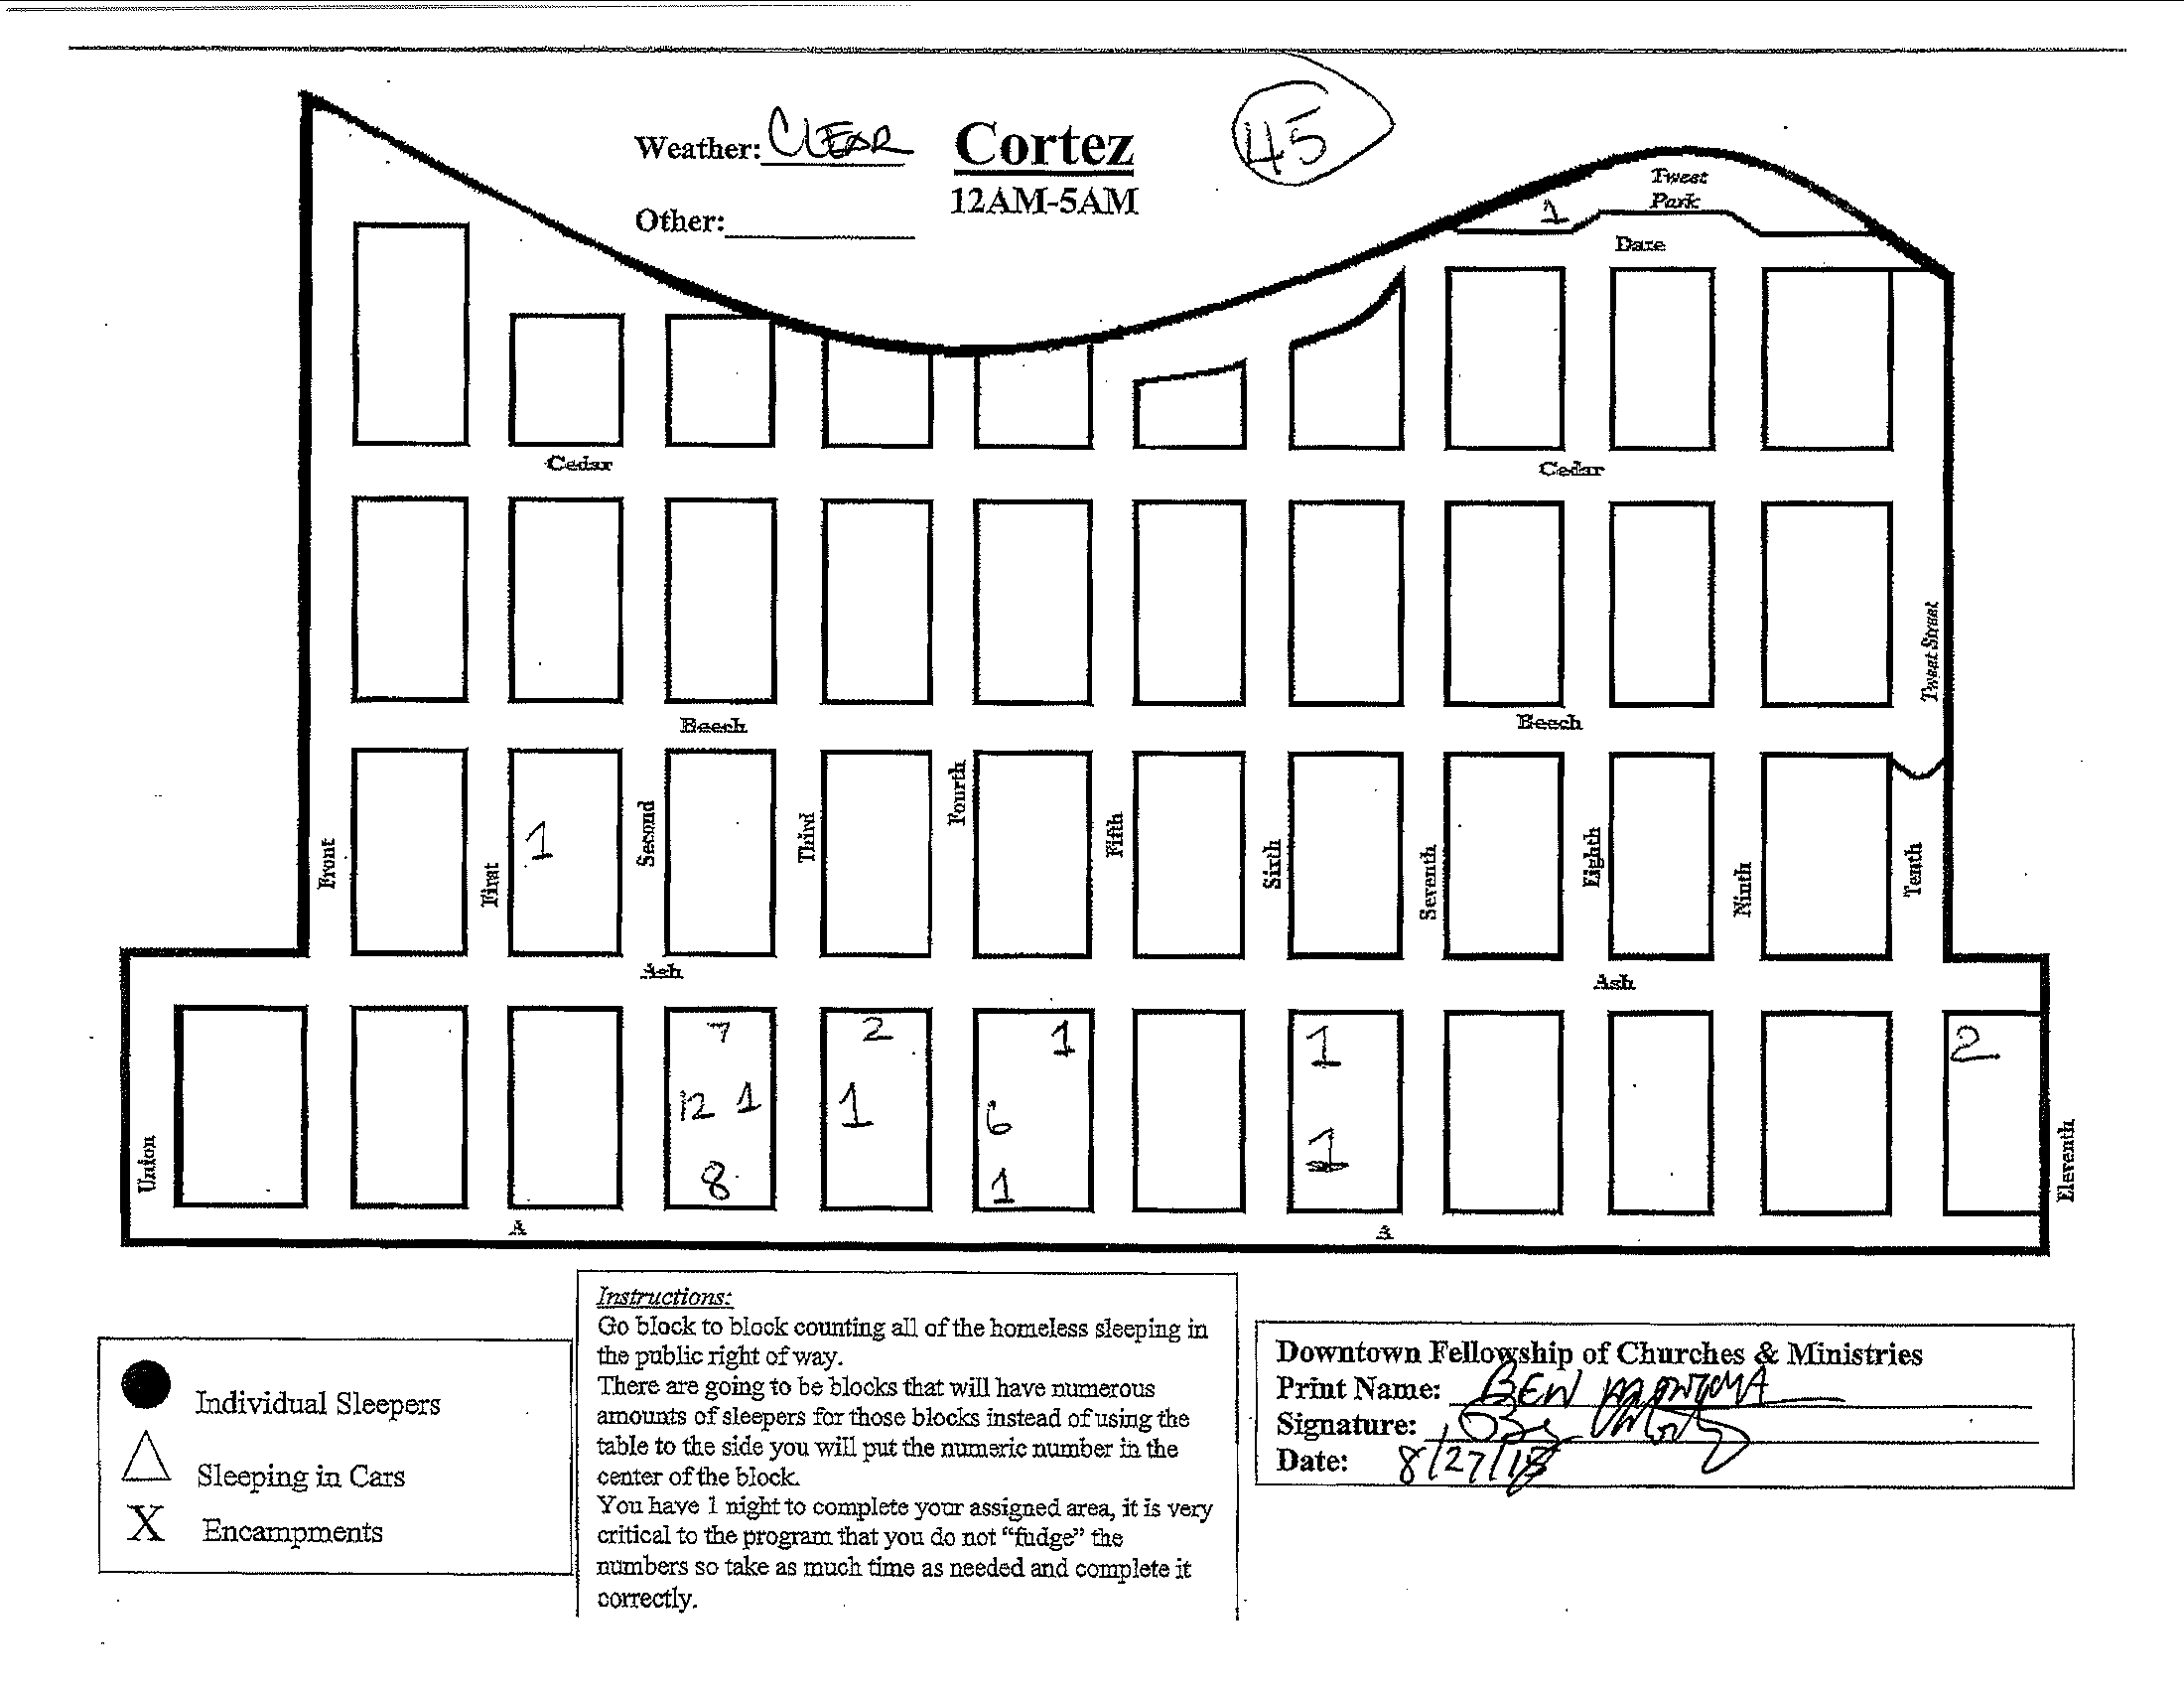 Weather: CLEAR
Cortez
45
12AM-5AM
Other:
Tweet
Park
1
Date
Cedar
Cedar
Tweet Street
Beech
Beech
Front
First
1
Second
Third
Fourth
Fifth
Sixth
Seventh
Eighth
Ninth
Tenth
Ash
Ash
7
2
1
1
2
12 1
1
6
8
1
1
Union
Eleventh
A
A
Individual Sleepers
Sleeping in Cars
X Encampments
Instructions:
Go block to block counting all of the homeless sleeping in
the public right of way.
There are going to be blocks that will have numerous
amounts of sleepers for those blocks instead of using the
table to the side you will put the numeric number in the
center of the block.
You have 1 night to complete your assigned area, it is very
critical to the program that you do not “fudge” the
numbers so take as much time as needed and complete it
correctly.
Downtown Fellowship of Churches & Ministries
Print Name: BEN
Signature:
Date: 8/27/18